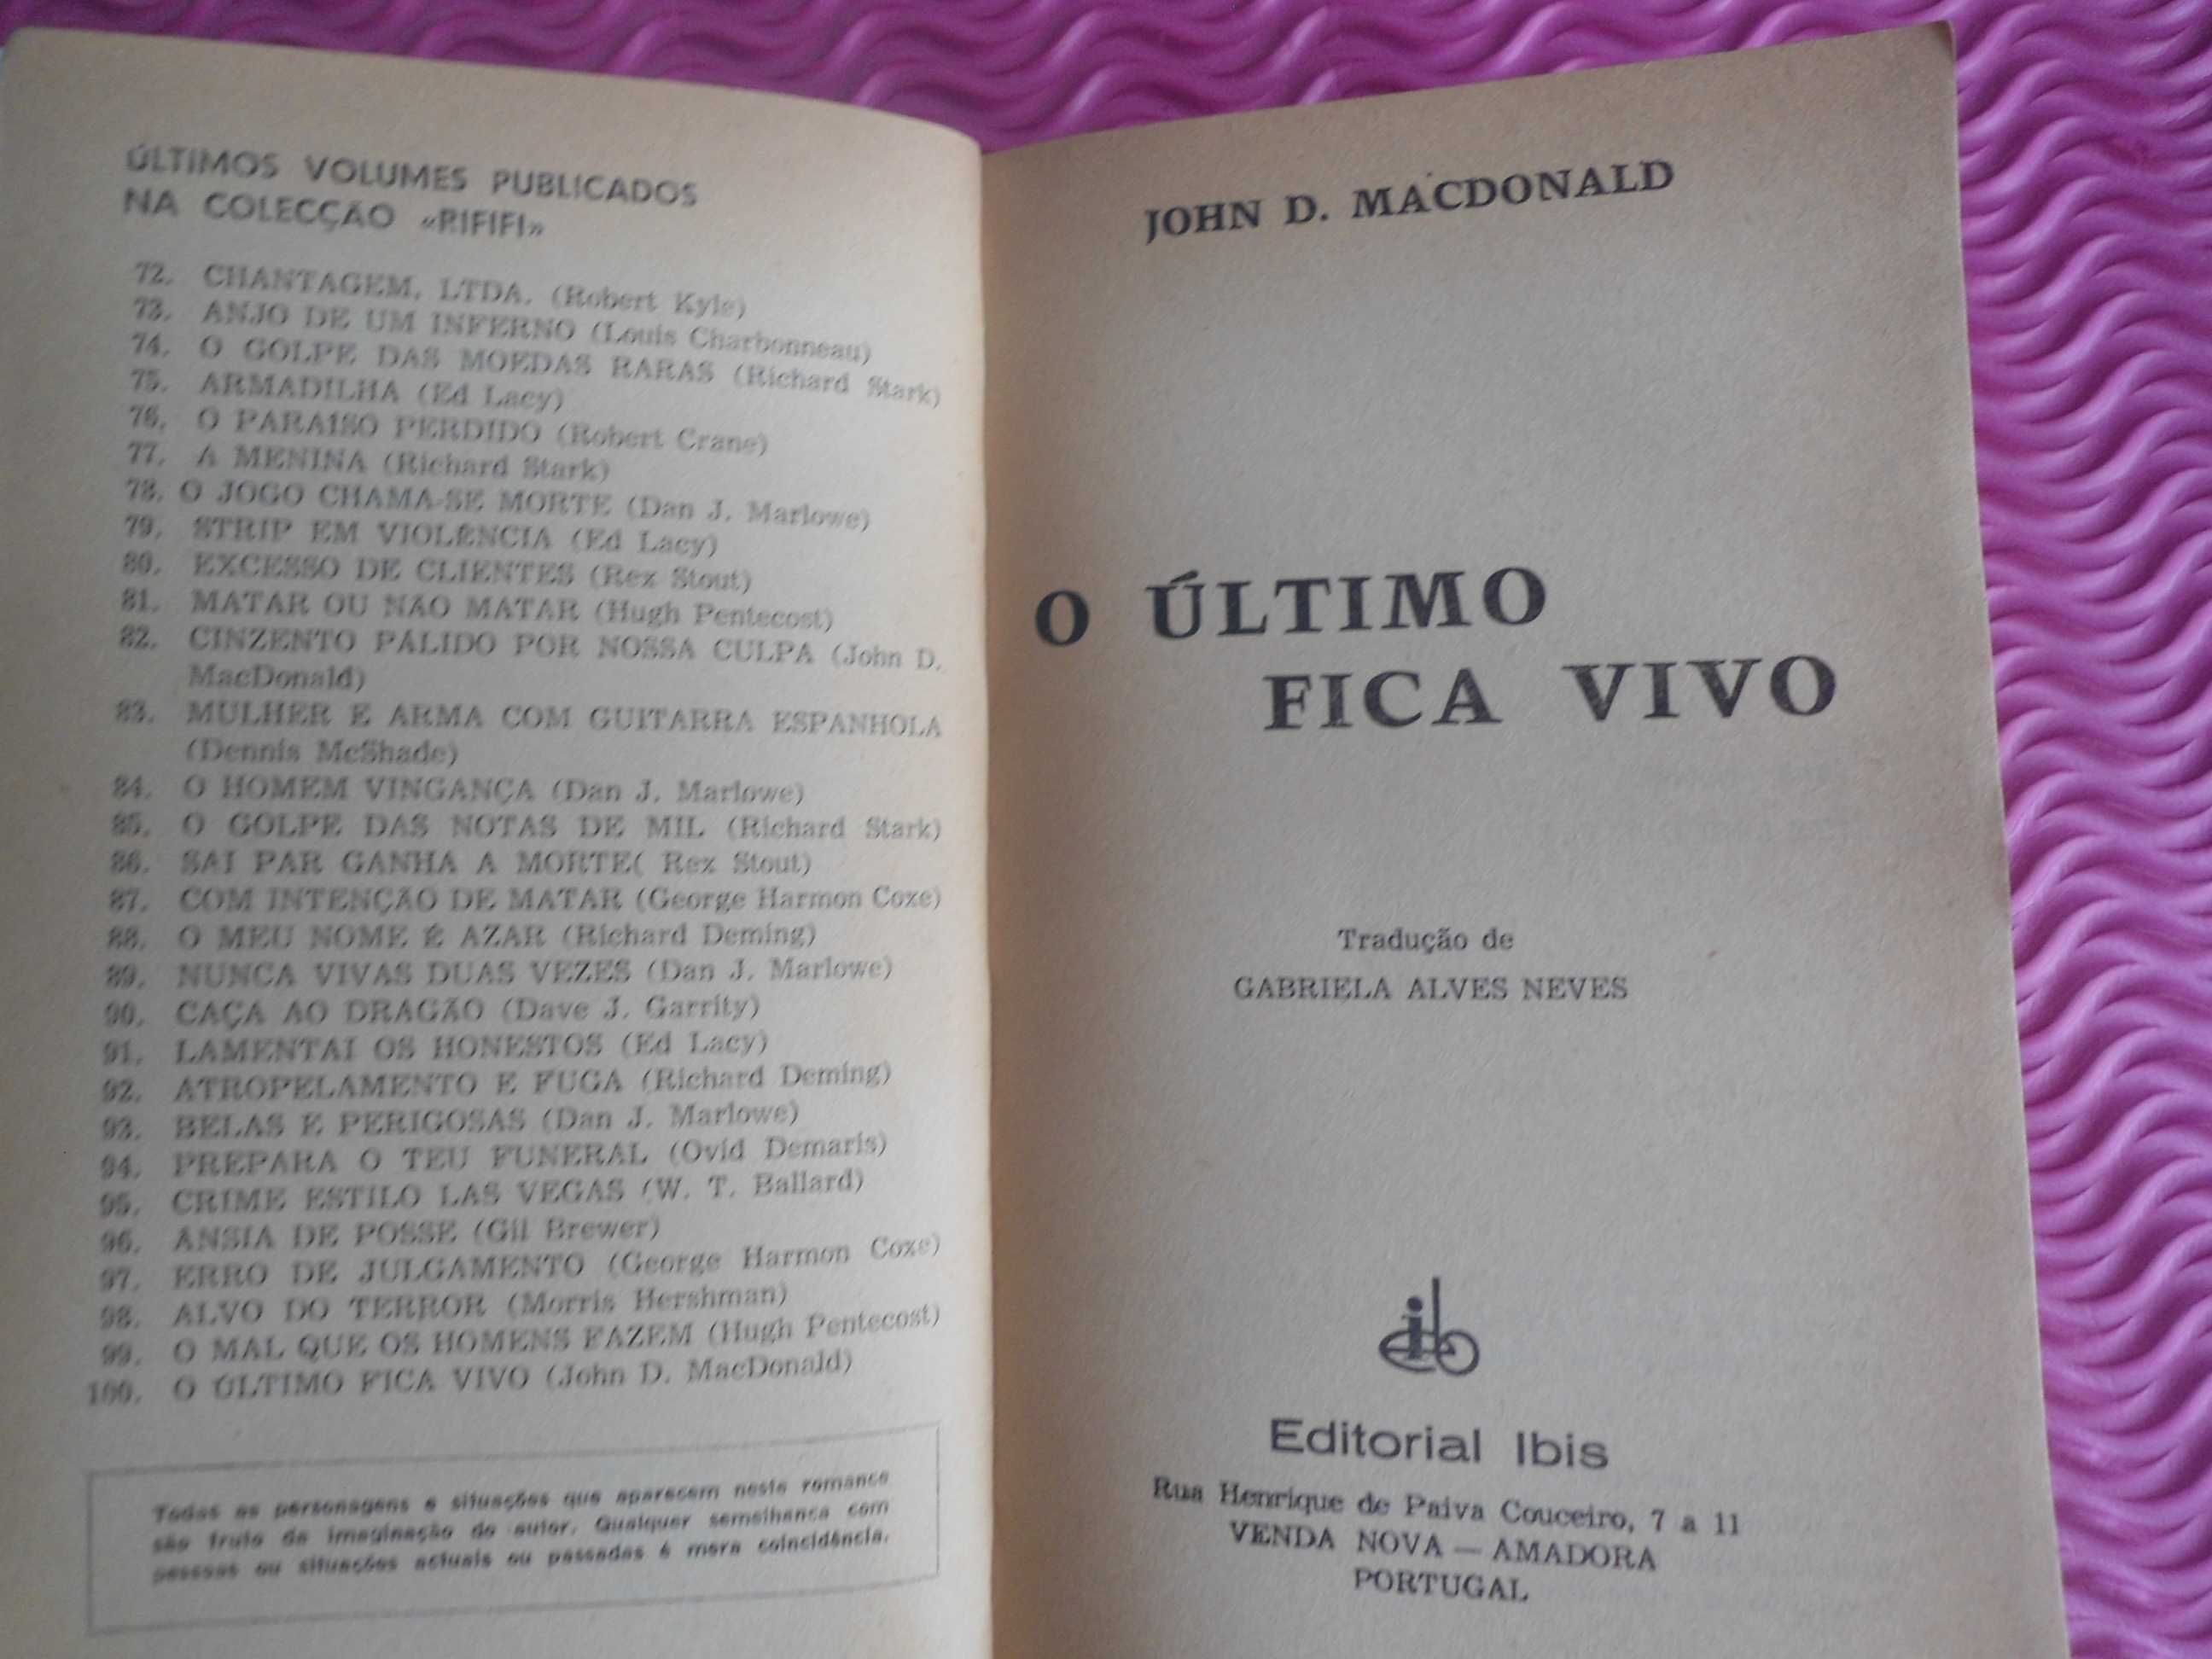 ÚLTIMOS VOLUMES PUBLICADOS
NA COLECÇÃO «RIFIFI»
72. CHANTAGEM, LTDA. (Robert Kyle)
73. ANJO DE UM INFERNO (Louis Charbonneau)
74. O GOLPE DAS MOEDAS RARAS (Richard Stark)
75. ARMADILHA (Ed Lacy)
76. O PARAÍSO PERDIDO (Robert Crane)
77. A MENINA (Richard Stark)
78. O JOGO CHAMA-SE MORTE (Dan J. Marlowe)
79. STRIP EM VIOLÊNCIA (Ed Lacy)
80. EXCESSO DE CLIENTES (Rex Stout)
81. MATAR OU NÃO MATAR (Hugh Pentecost)
82. CINZENTO PÁLIDO POR NOSSA CULPA (John D.
MacDonald)
83. MULHER E ARMA COM GUITARRA ESPANHOLA
(Dennis McShade)
84. O HOMEM VINGANÇA (Dan J. Marlowe)
85. O GOLPE DAS NOTAS DE MIL (Richard Stark)
86. SAI PAR GANHA A MORTE( Rex Stout)
87. COM INTENÇÃO DE MATAR (George Harmon Coxe)
88. O MEU NOME É AZAR (Richard Deming)
89. NUNCA VIVAS DUAS VEZES (Dan J. Marlowe)
90. CAÇA AO DRAGÃO (Dave J. Garrity)
91. LAMENTAI OS HONESTOS (Ed Lacy)
92. ATROPELAMENTO E FUGA (Richard Deming)
93. BELAS E PERIGOSAS (Dan J. Marlowe)
94. PREPARA O TEU FUNERAL (Ovid Demaris)
95. CRIME ESTILO LAS VEGAS (W. T. Ballard)
96. ANSIA DE POSSE (Gil Brewer)
97. ERRO DE JULGAMENTO (George Harmon Coxe)
98. ALVO DO TERROR (Morris Hershman)
99. O MAL QUE OS HOMENS FAZEM (Hugh Pentecost)
100. O ÚLTIMO FICA VIVO (John D. MacDonald)
Todas as personagens e situações que aparecem neste romance
são fruto da imaginação do autor. Qualquer semelhança com
pessoas ou situações actuais ou passadas é mera coincidência.
JOHN D. MACDONALD
O ÚLTIMO
FICA VIVO
Tradução de
GABRIELA ALVES NEVES
ib
Editorial Ibis
Rua Henrique de Paiva Couceiro, 7 a 11
VENDA NOVA — AMADORA
PORTUGAL